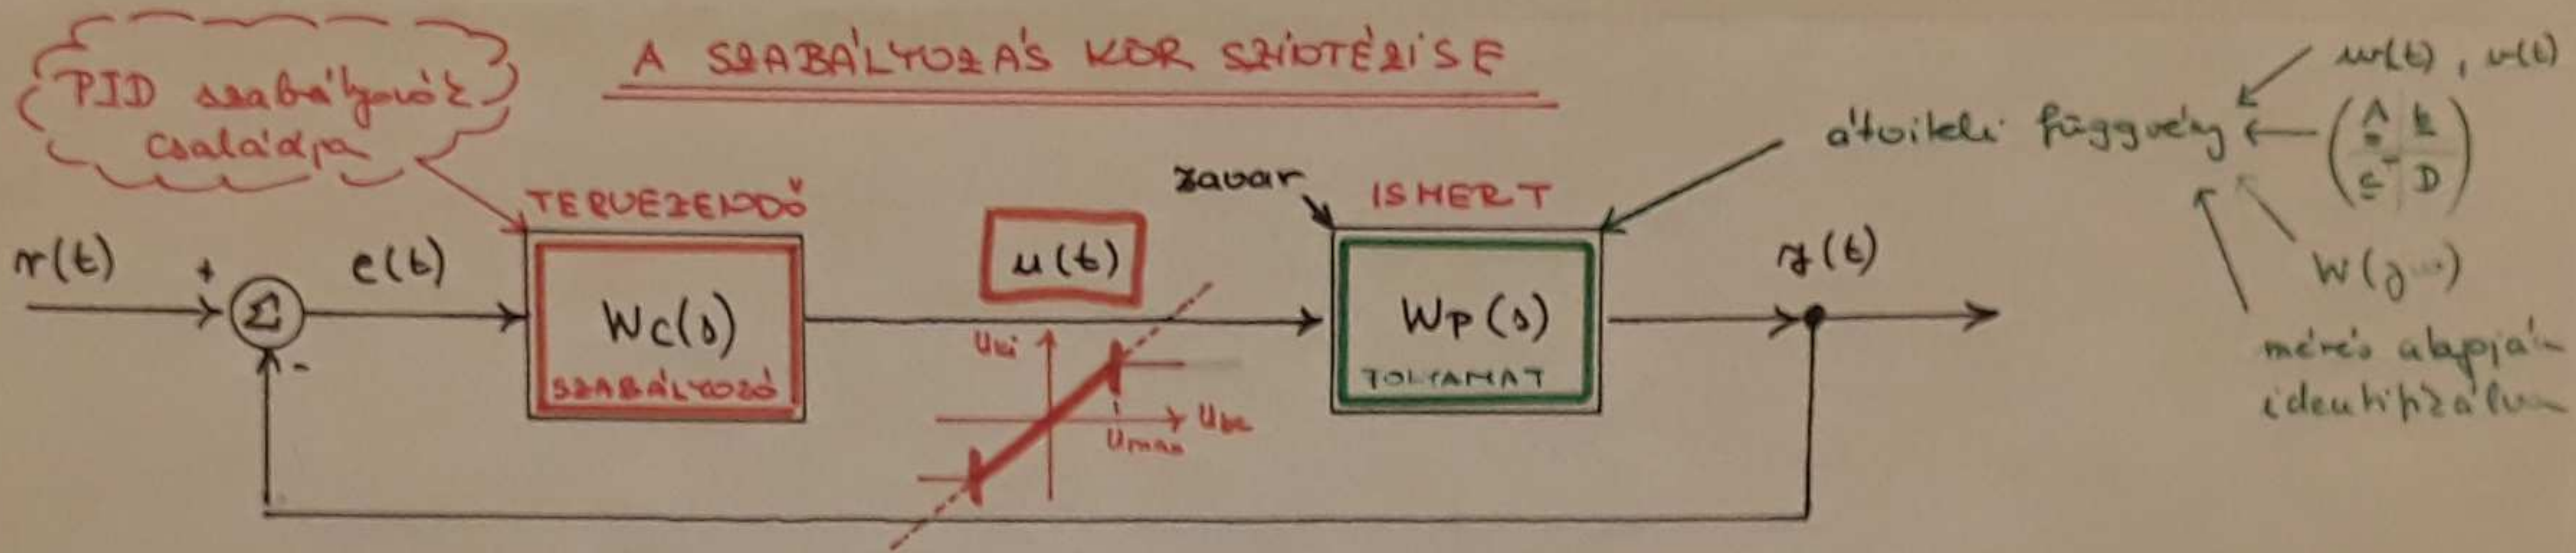 A SZABÁLYOZÁS KÖR SZINTÉZISE
PID szabályozók
családja
w(t), v(t)
átviteli függvény
A b
cᵀ D
W(jω)
mérés alapján
identifikálva
TERVEZENDŐ
zavar
ISMERT
r(t)
+
Σ
-
e(t)
Wc(s)
SZABÁLYOZÓ
u(t)
uki
ube
umax
Wp(s)
FOLYAMAT
y(t)